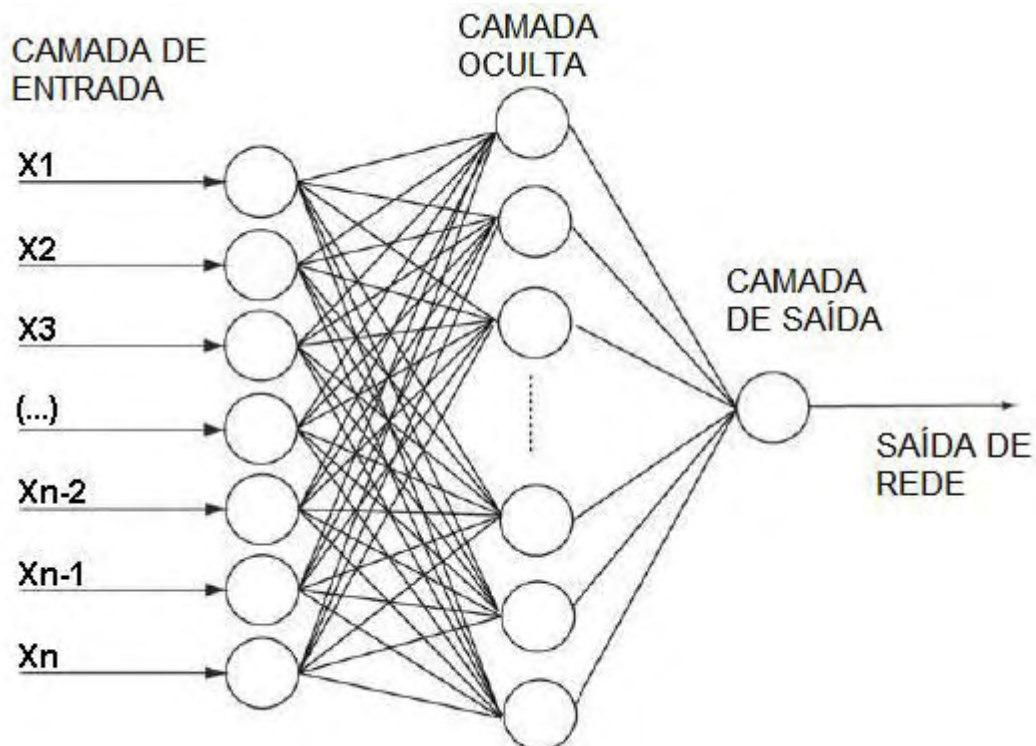 CAMADA DE
ENTRADA
X1
X2
X3
(...)
Xn-2
Xn-1
Xn
CAMADA
OCULTA
CAMADA
DE SAÍDA
SAÍDA DE
REDE